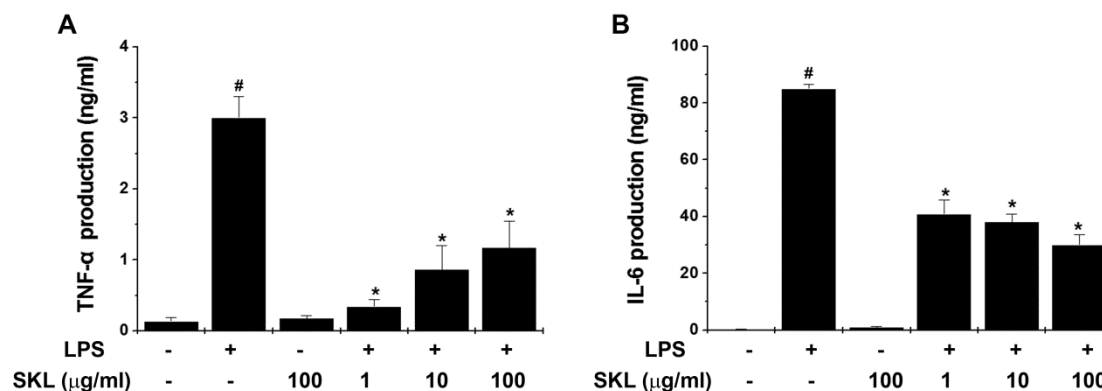 A
B
TNF-α production (ng/ml)
4
3
2
1
0
#
*
*
*
LPS - + - + + +
SKL (μg/ml) - - 100 1 10 100
IL-6 production (ng/ml)
100
80
60
40
20
0
#
*
*
*
LPS - + - + + +
SKL (μg/ml) - - 100 1 10 100